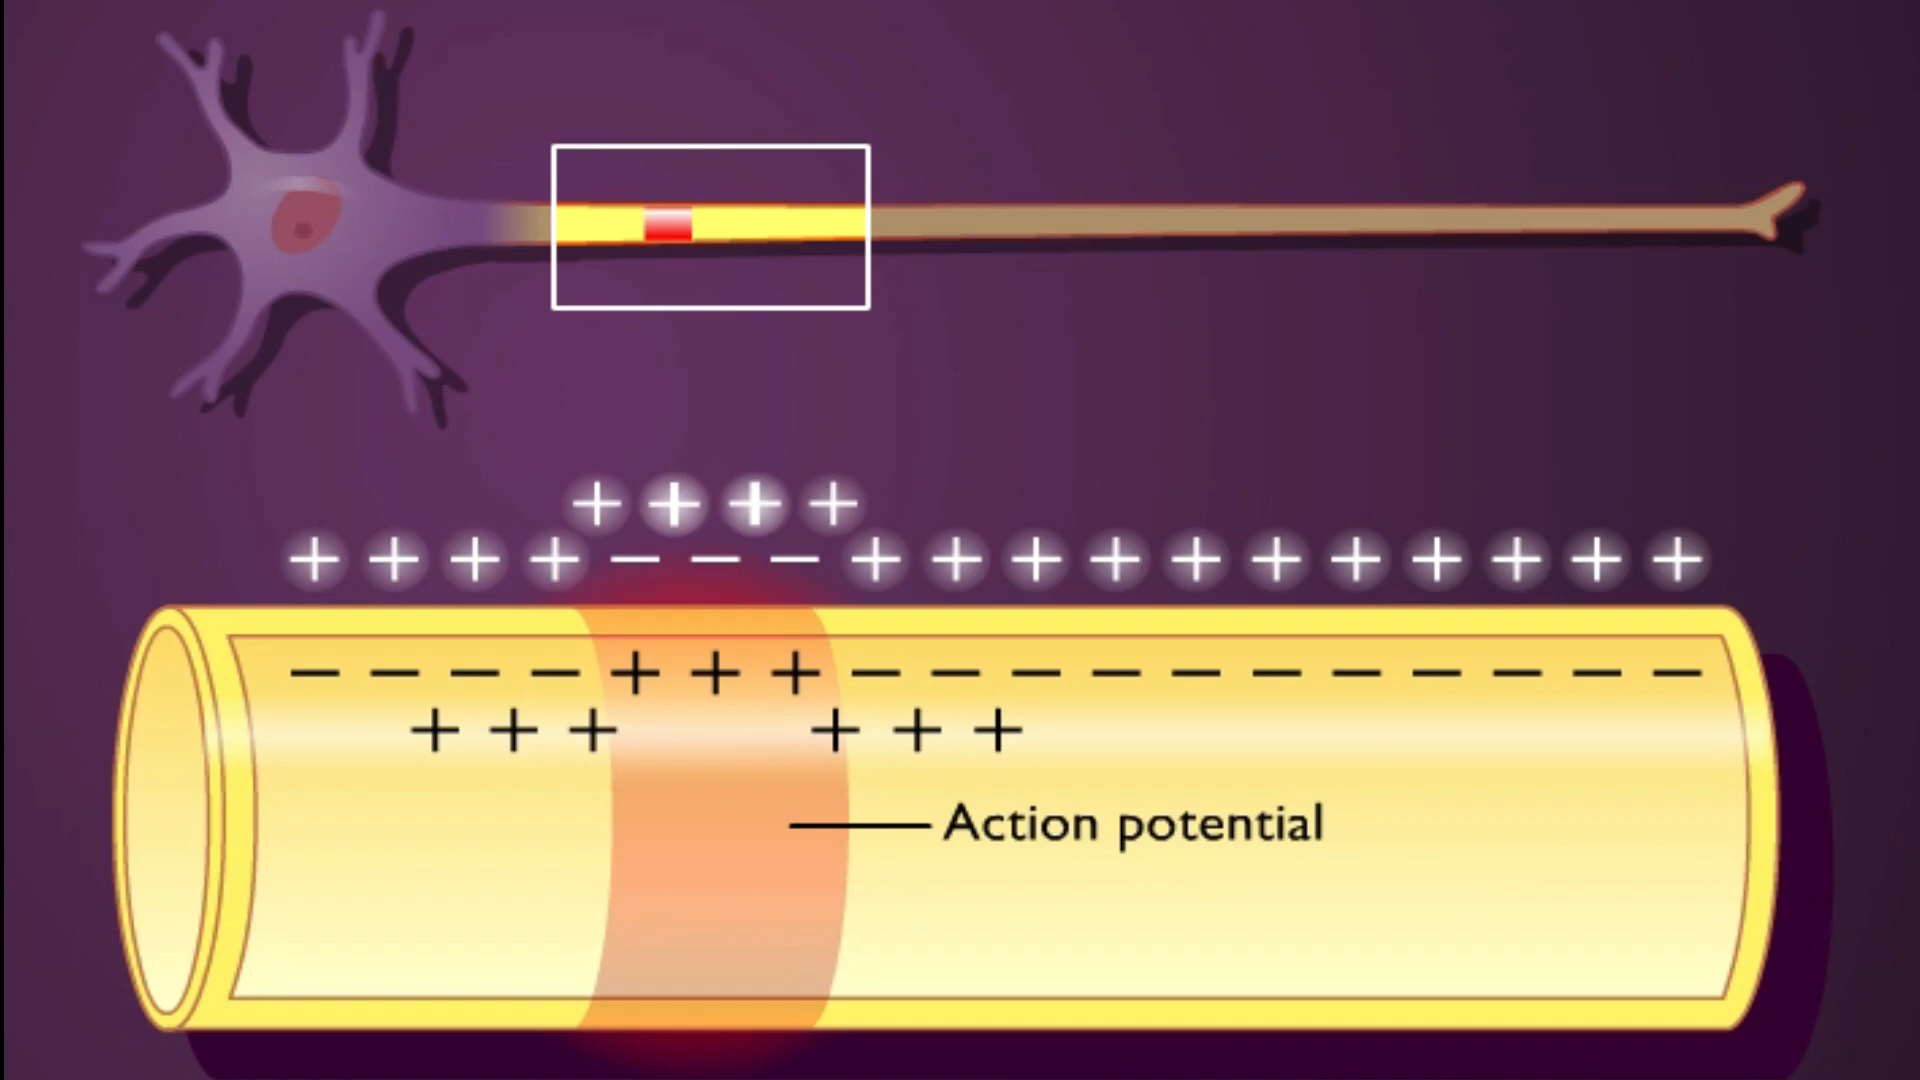 + + + +
+ + + + − − − + + + + + + + + + + +
− − − − + + + − − − − − − − − − − −
+ + + + + +
Action potential